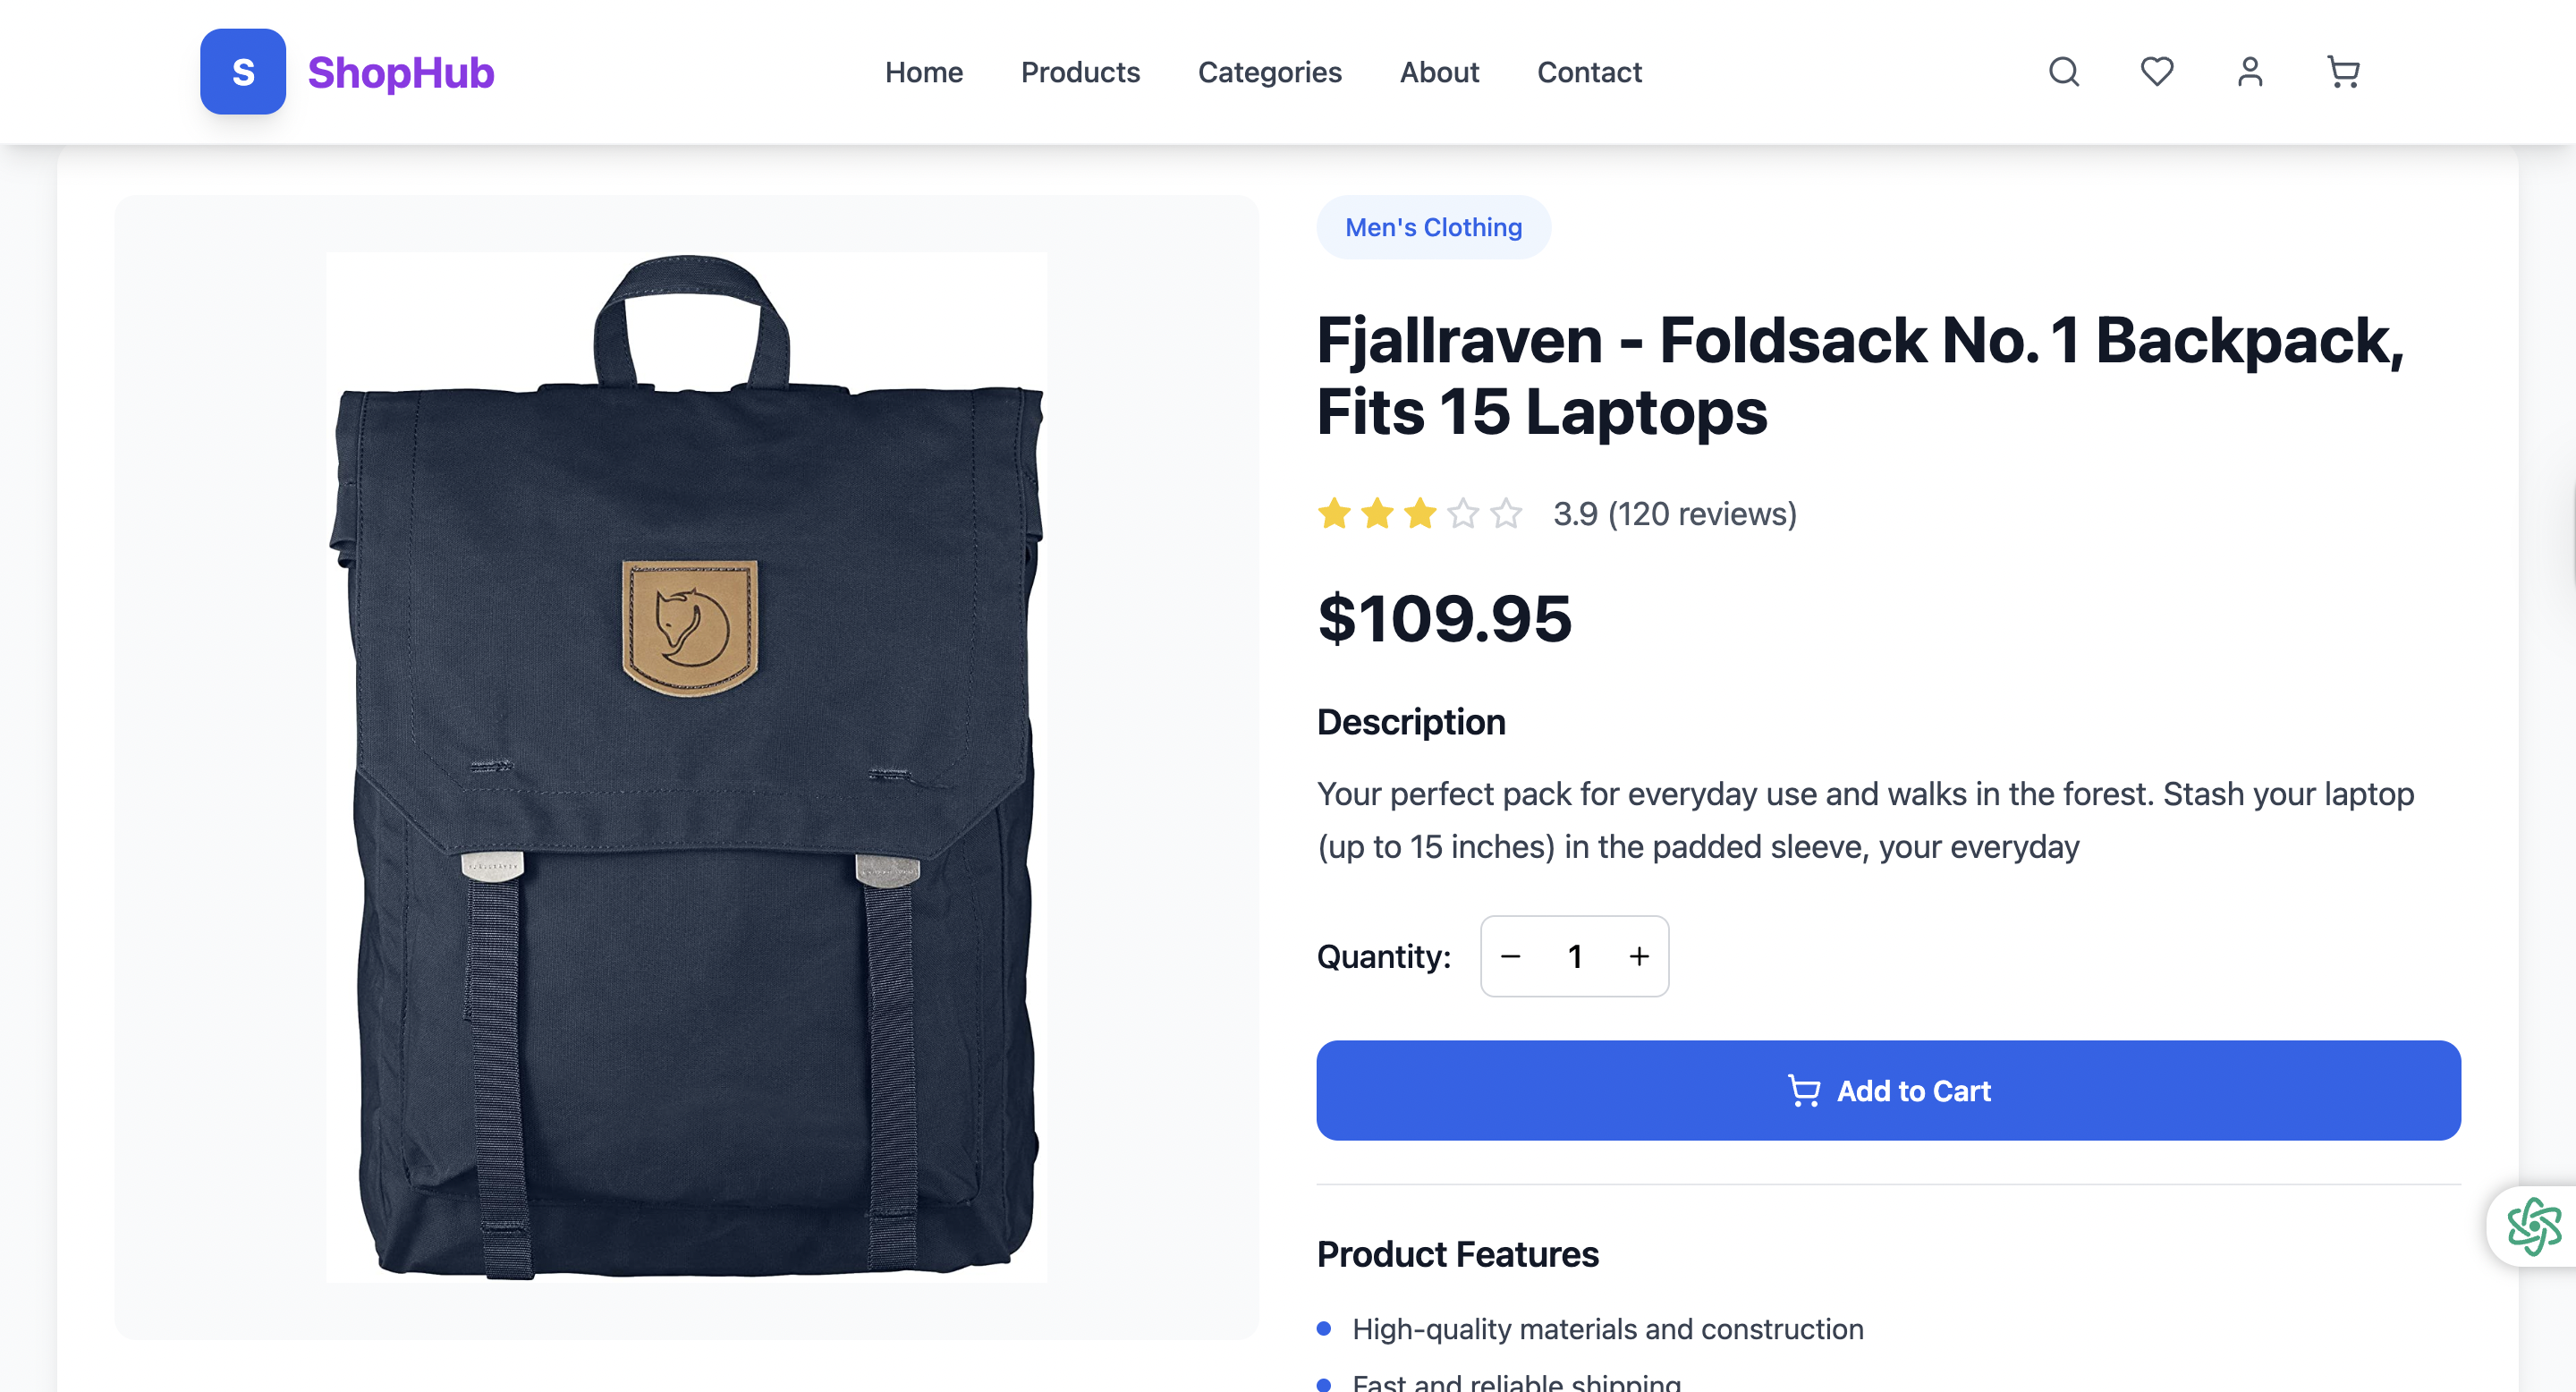 S
ShopHub
Home
Products
Categories
About
Contact
Men's Clothing
Fjallraven - Foldsack No. 1 Backpack,
Fits 15 Laptops
3.9 (120 reviews)
$109.95
Description
Your perfect pack for everyday use and walks in the forest. Stash your laptop
(up to 15 inches) in the padded sleeve, your everyday
Quantity:
1
Add to Cart
Product Features
High-quality materials and construction
Fast and reliable shipping